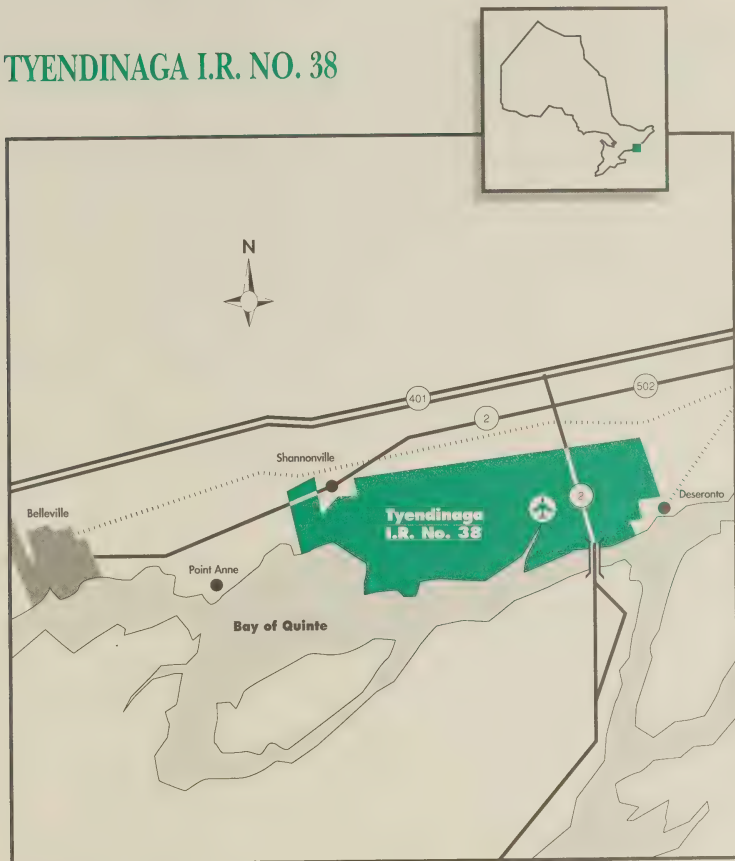 TYENDINAGA I.R. NO. 38
N
401
502
2
Shannonville
Belleville
2
Deseronto
Tyendinaga
I.R. No. 38
Point Anne
Bay of Quinte